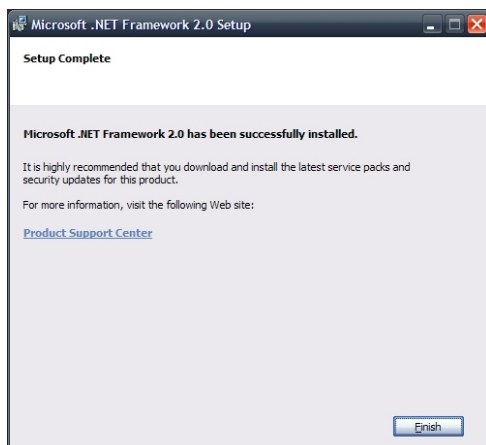 Microsoft .NET Framework 2.0 Setup
Setup Complete
Microsoft .NET Framework 2.0 has been successfully installed.
It is highly recommended that you download and install the latest service packs and
security updates for this product.
For more information, visit the following Web site:
Product Support Center
Finish